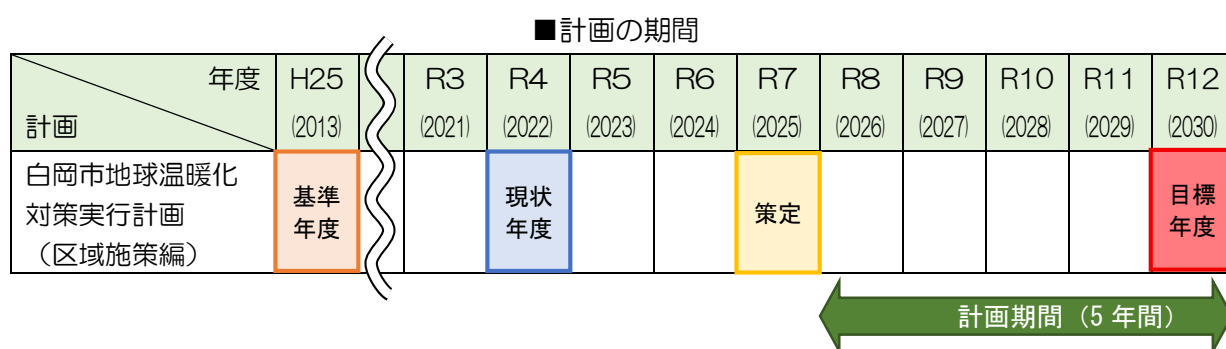 ■計画の期間
年度 H25 R3 R4 R5 R6 R7 R8 R9 R10 R11 R12
計画 (2013) (2021) (2022) (2023) (2024) (2025) (2026) (2027) (2028) (2029) (2030)
白岡市地球温暖化
対策実行計画
（区域施策編）
基準
年度
現状
年度
策定
目標
年度
計画期間（5年間）